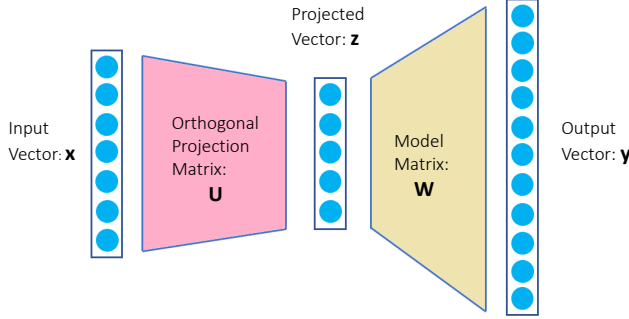 Projected
Vector: z
Input
Vector: x
Orthogonal
Projection
Matrix:
U
Model
Matrix:
W
Output
Vector: y